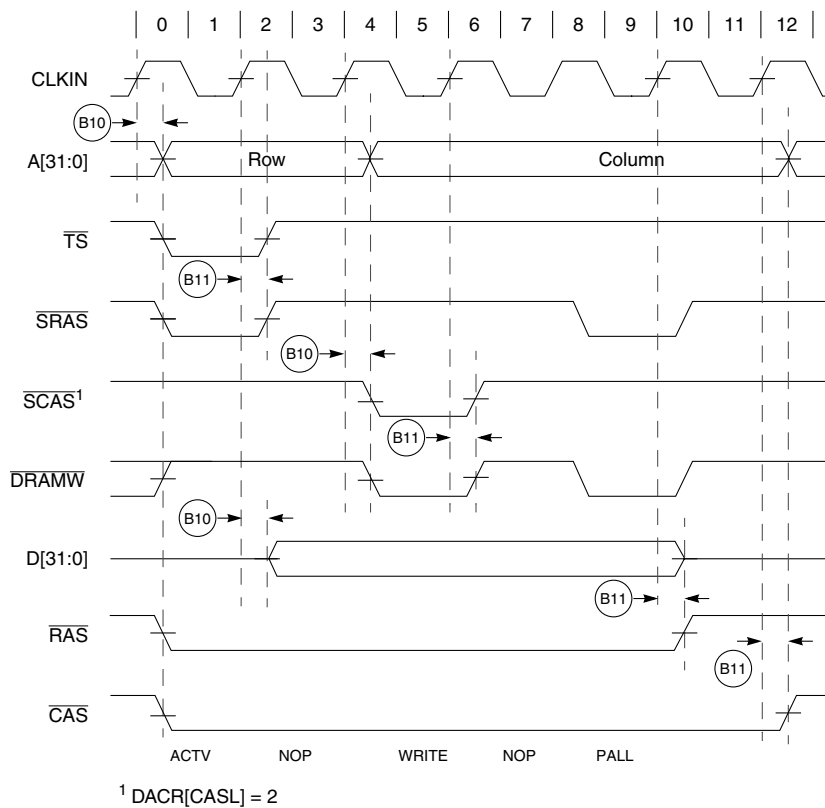 0 1 2 3 4 5 6 7 8 9 10 11 12
CLKIN
B10
A[31:0] Row Column
TS
B11
SRAS
B10
SCAS¹
B11
DRAMW
B10
D[31:0]
B11
RAS
B11
CAS
ACTV NOP WRITE NOP PALL
¹ DACR[CASL] = 2